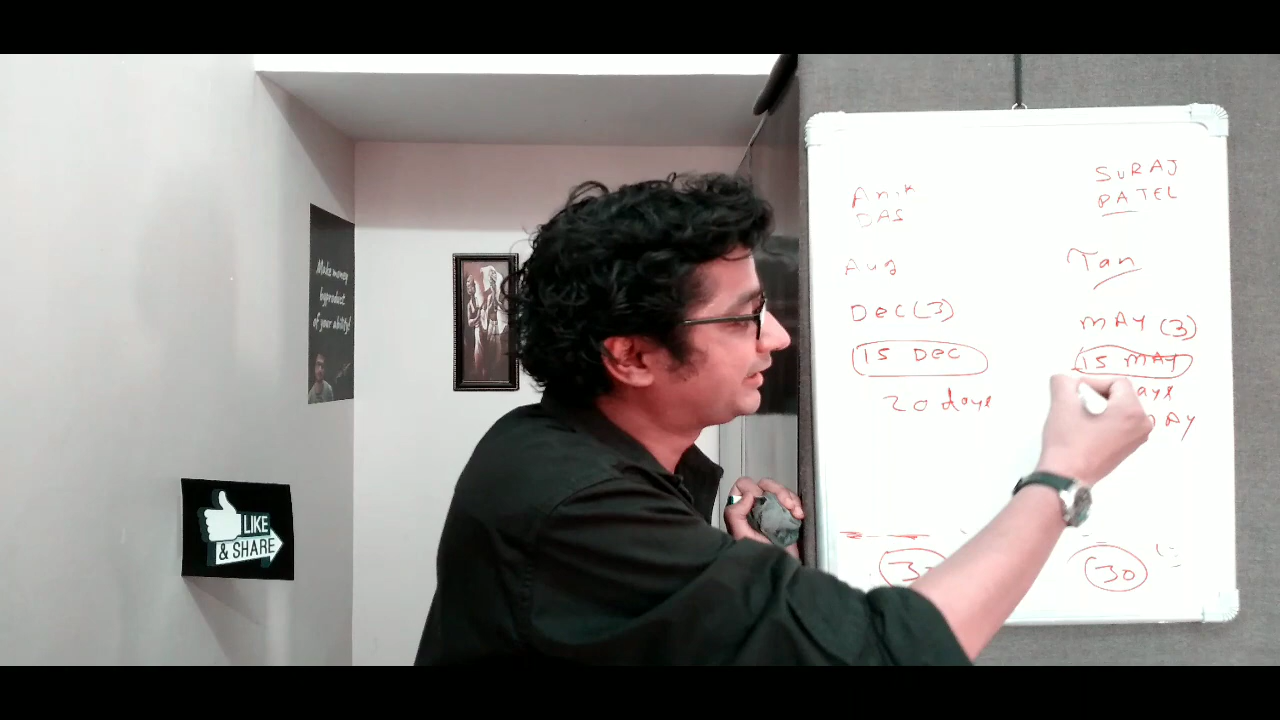 Make money
byproduct
of your ability!
LIKE
& SHARE
Anik
DAS
Aug
DEC (3)
15 DEC
20 days
SURAJ
PATEL
Tan
MAY (3)
15 MAY
30